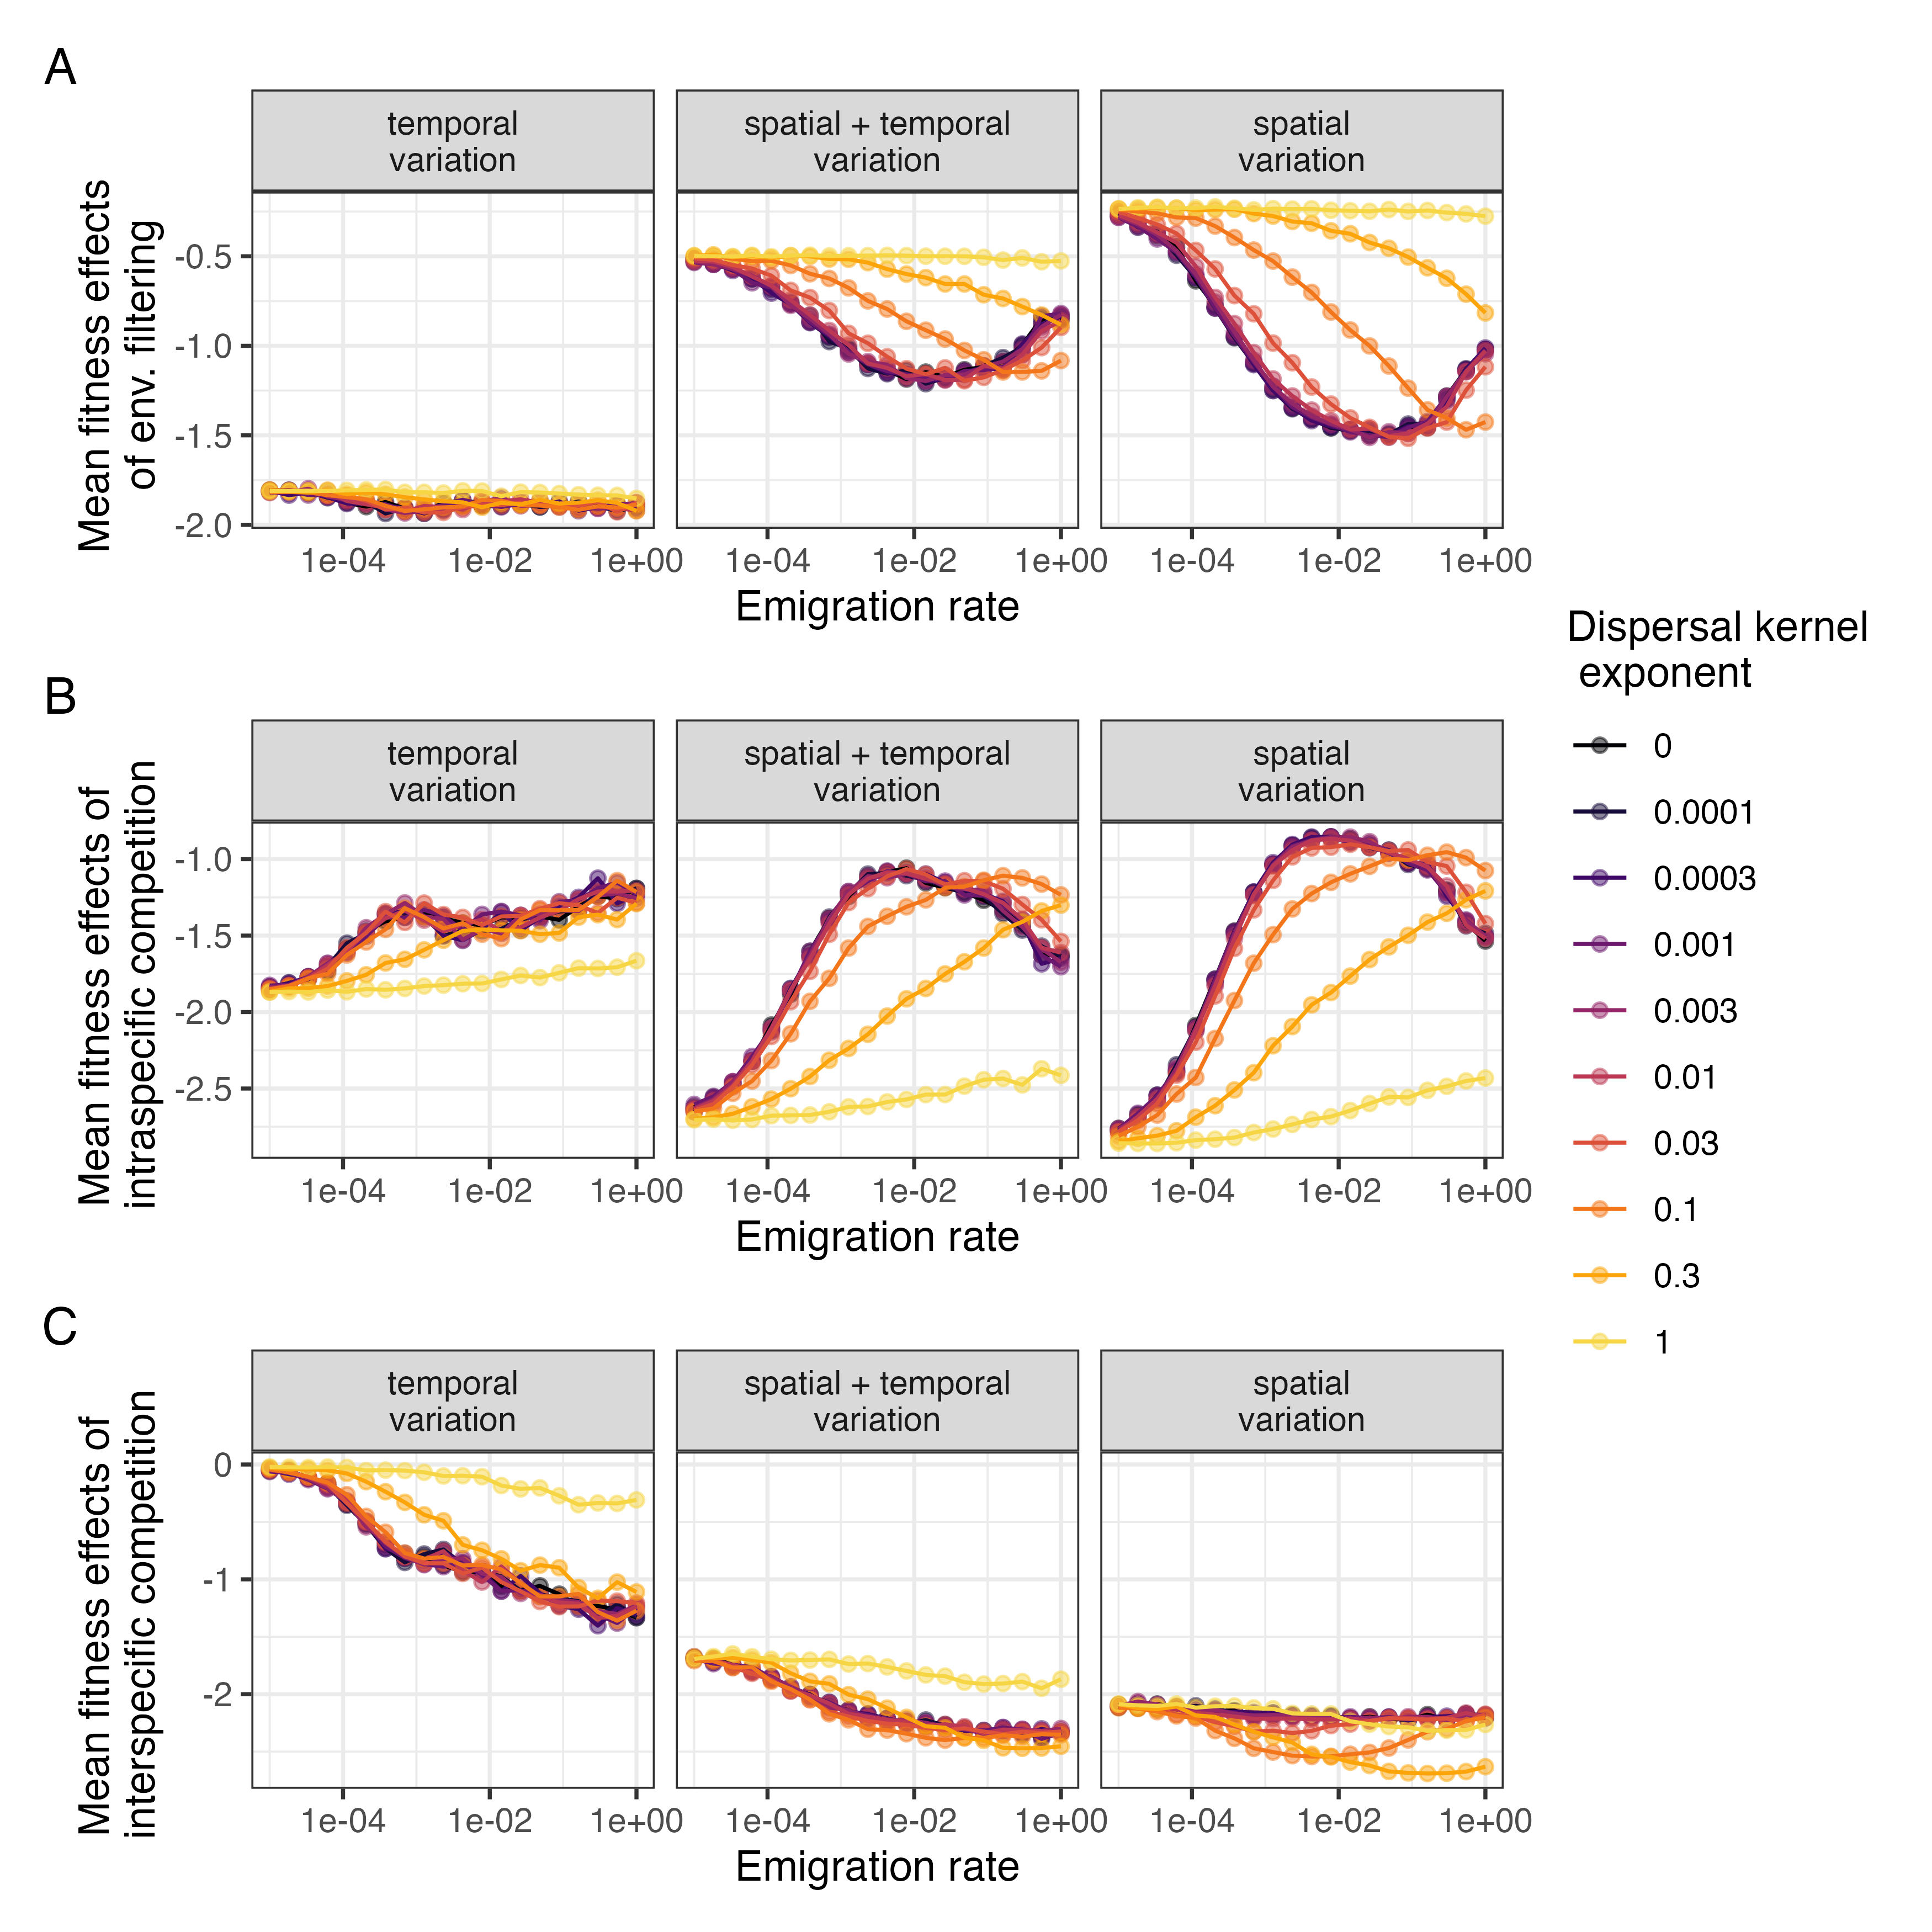 A
temporal
variation
spatial + temporal
variation
spatial
variation
Mean fitness effects
of env. filtering
-0.5
-1.0
-1.5
-2.0
1e-04 1e-02 1e+00 1e-04 1e-02 1e+00 1e-04 1e-02 1e+00
Emigration rate
B
temporal
variation
spatial + temporal
variation
spatial
variation
Mean fitness effects of
intraspecific competition
-1.0
-1.5
-2.0
-2.5
1e-04 1e-02 1e+00 1e-04 1e-02 1e+00 1e-04 1e-02 1e+00
Emigration rate
C
temporal
variation
spatial + temporal
variation
spatial
variation
Mean fitness effects of
interspecific competition
0
-1
-2
1e-04 1e-02 1e+00 1e-04 1e-02 1e+00 1e-04 1e-02 1e+00
Emigration rate
Dispersal kernel
exponent
0
0.0001
0.0003
0.001
0.003
0.01
0.03
0.1
0.3
1